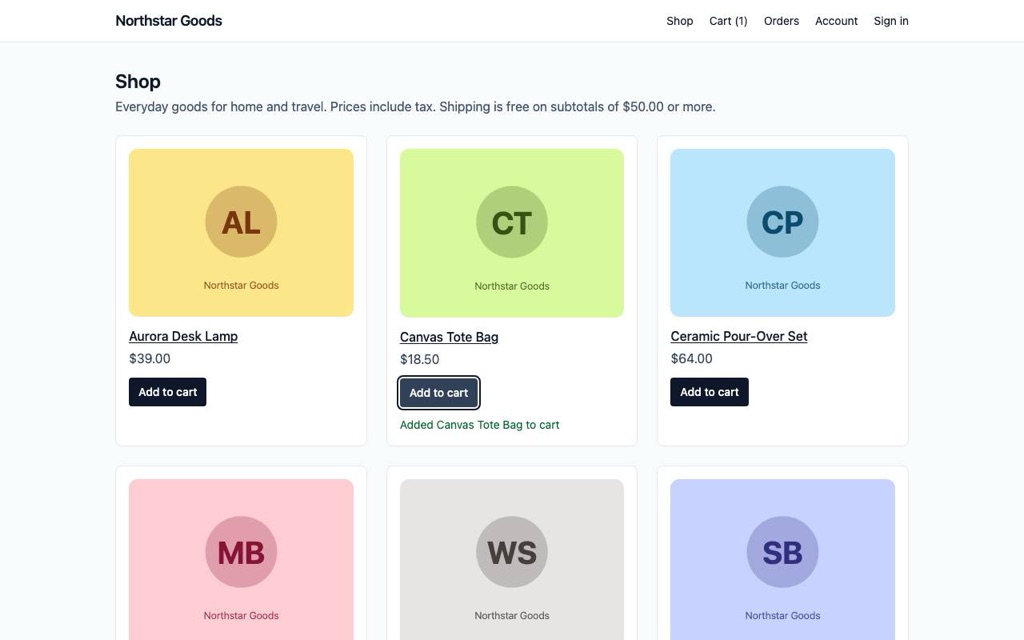 Northstar Goods
Shop Cart (1) Orders Account Sign in
Shop
Everyday goods for home and travel. Prices include tax. Shipping is free on subtotals of $50.00 or more.
AL
Northstar Goods
Aurora Desk Lamp
$39.00
Add to cart
CT
Northstar Goods
Canvas Tote Bag
$18.50
Add to cart
Added Canvas Tote Bag to cart
CP
Northstar Goods
Ceramic Pour-Over Set
$64.00
Add to cart
MB
Northstar Goods
WS
Northstar Goods
SB
Northstar Goods